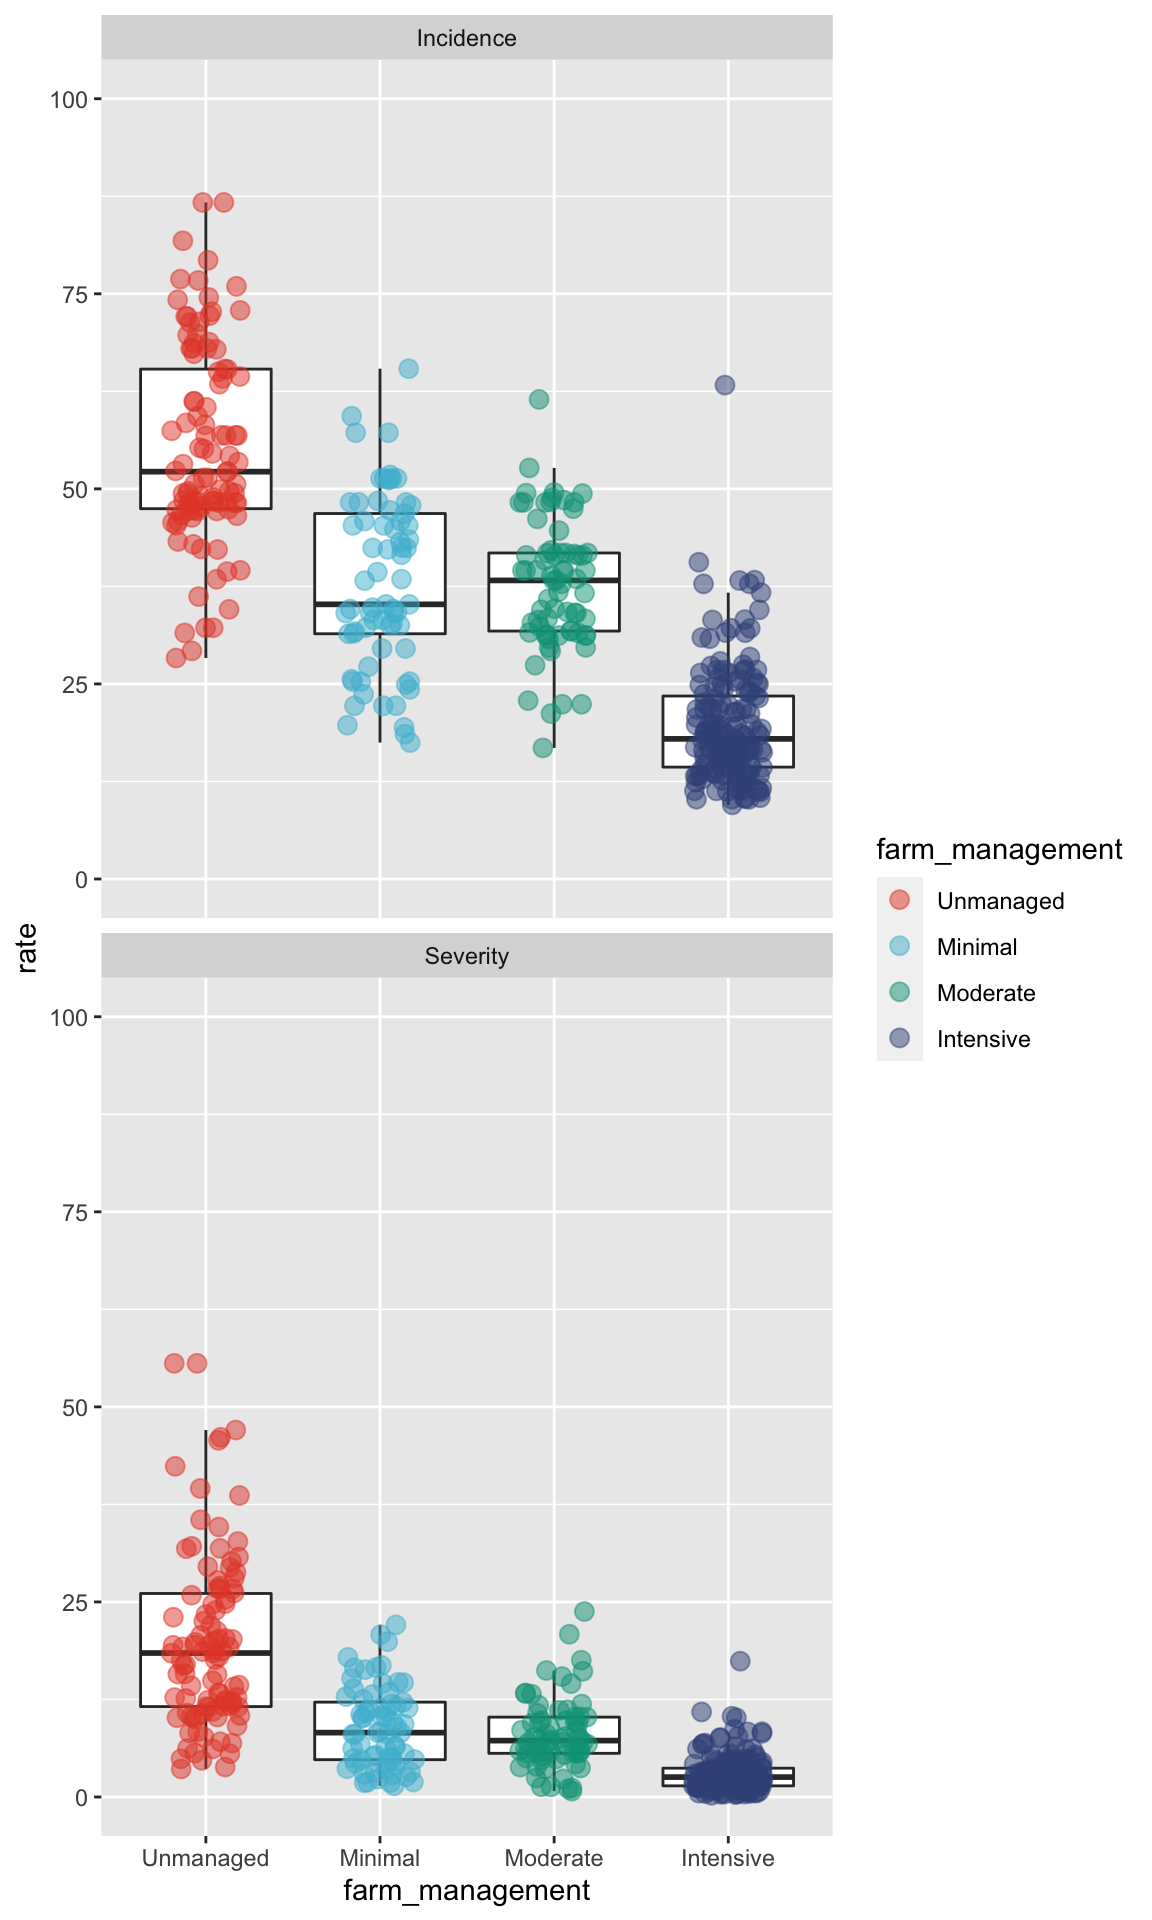 Incidence
100
75
50
25
0
rate
Severity
100
75
50
25
0
Unmanaged Minimal Moderate Intensive
farm_management
farm_management
Unmanaged
Minimal
Moderate
Intensive